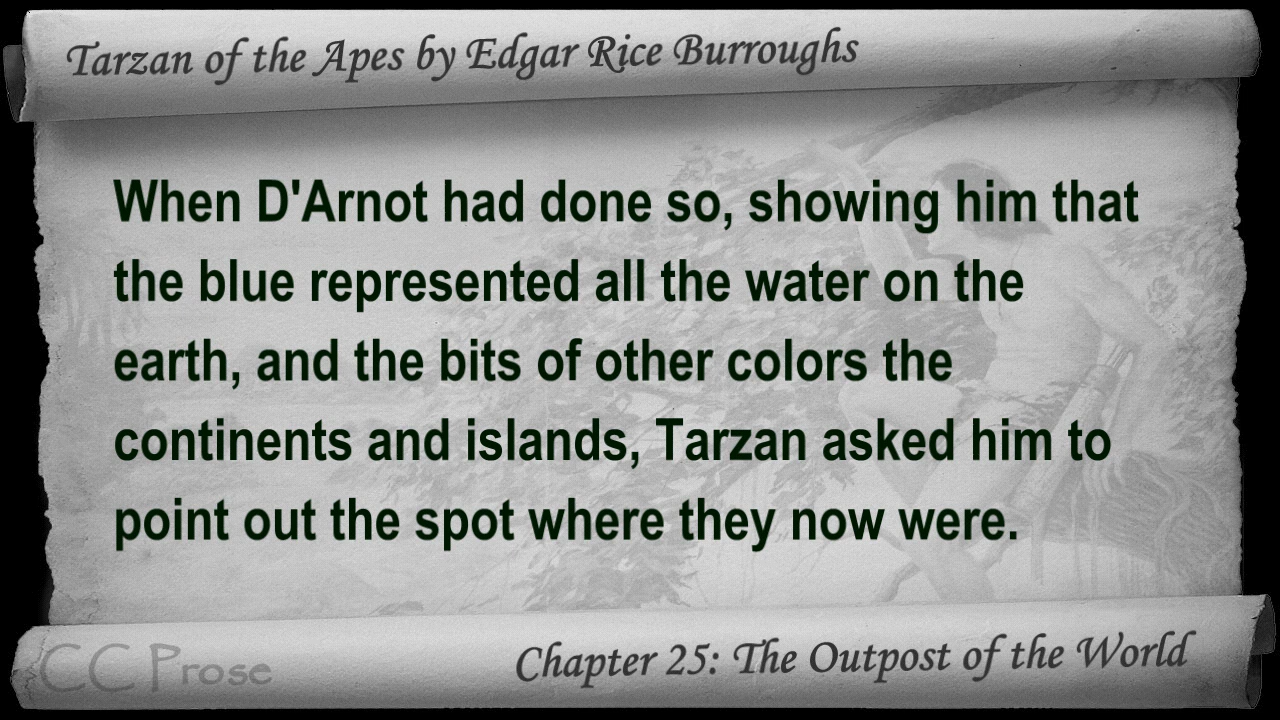 Tarzan of the Apes by Edgar Rice Burroughs
When D'Arnot had done so, showing him that
the blue represented all the water on the
earth, and the bits of other colors the
continents and islands, Tarzan asked him to
point out the spot where they now were.
CC Prose
Chapter 25: The Outpost of the World